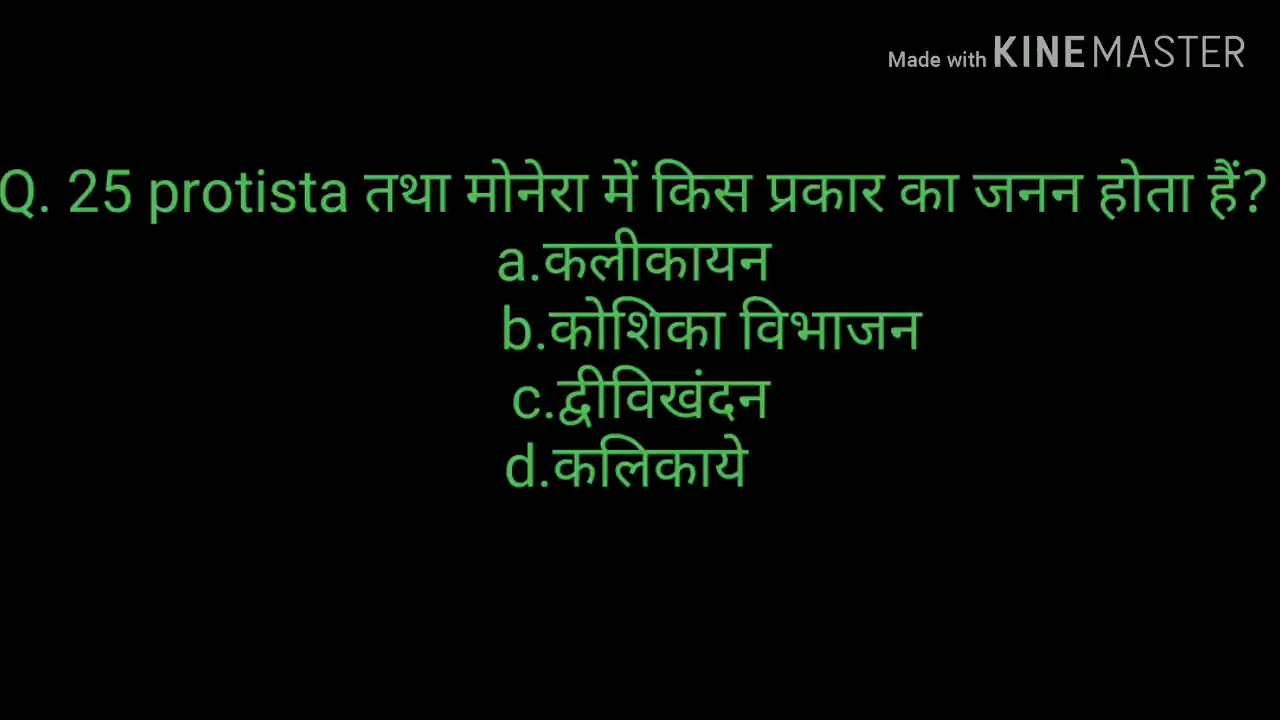 Made with KINEMASTER
Q. 25 protista तथा मोनेरा में किस प्रकार का जनन होता हैं?
a.कलीकायन
b.कोशिका विभाजन
c.द्वीविखंदन
d.कलिकाये